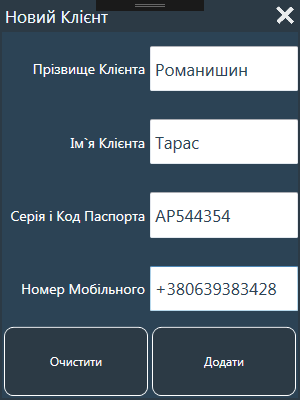 Новий Клієнт
Прізвище Клієнта Романишин
Ім`я Клієнта Тарас
Серія і Код Паспорта АР544354
Номер Мобільного +380639383428
Очистити Додати